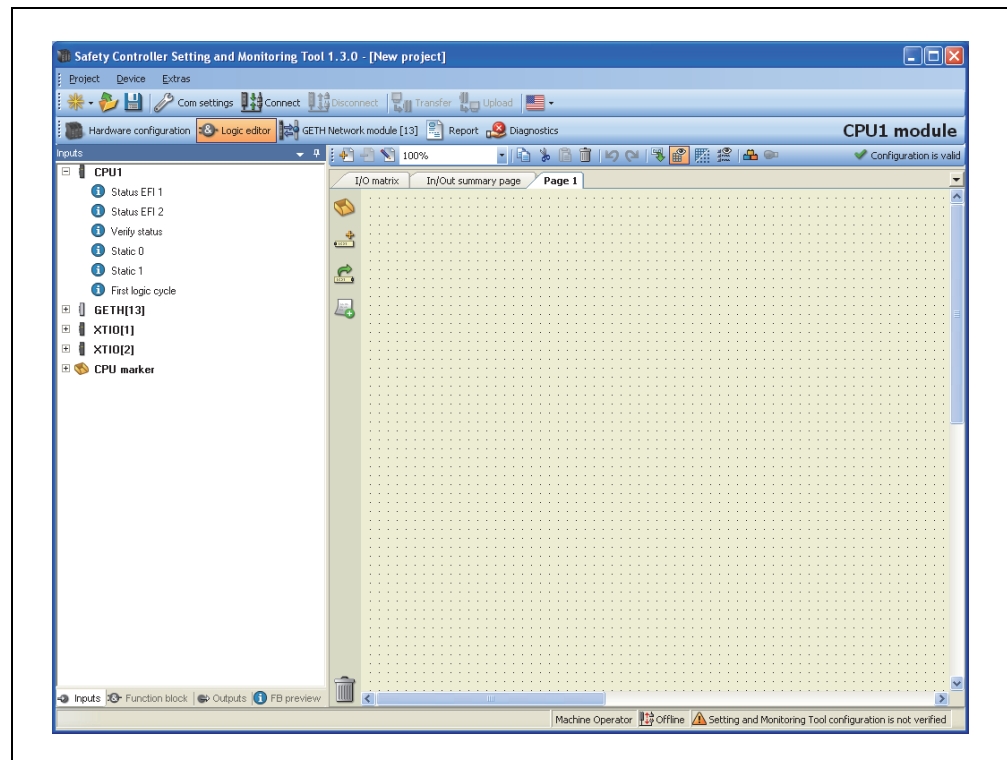 Safety Controller Setting and Monitoring Tool 1.3.0 - [New project]
Project Device Extras
Com settings Connect Disconnect Transfer Upload
Hardware configuration Logic editor GETH Network module [13] Report Diagnostics CPU1 module
Inputs 100% Configuration is valid
CPU1 I/O matrix In/Out summary page Page 1
Status EFI 1
Status EFI 2
Verify status
Static 0
Static 1
First logic cycle
GETH[13]
XTIO[1]
XTIO[2]
CPU marker
Inputs Function block Outputs FB preview
Machine Operator Offline Setting and Monitoring Tool configuration is not verified